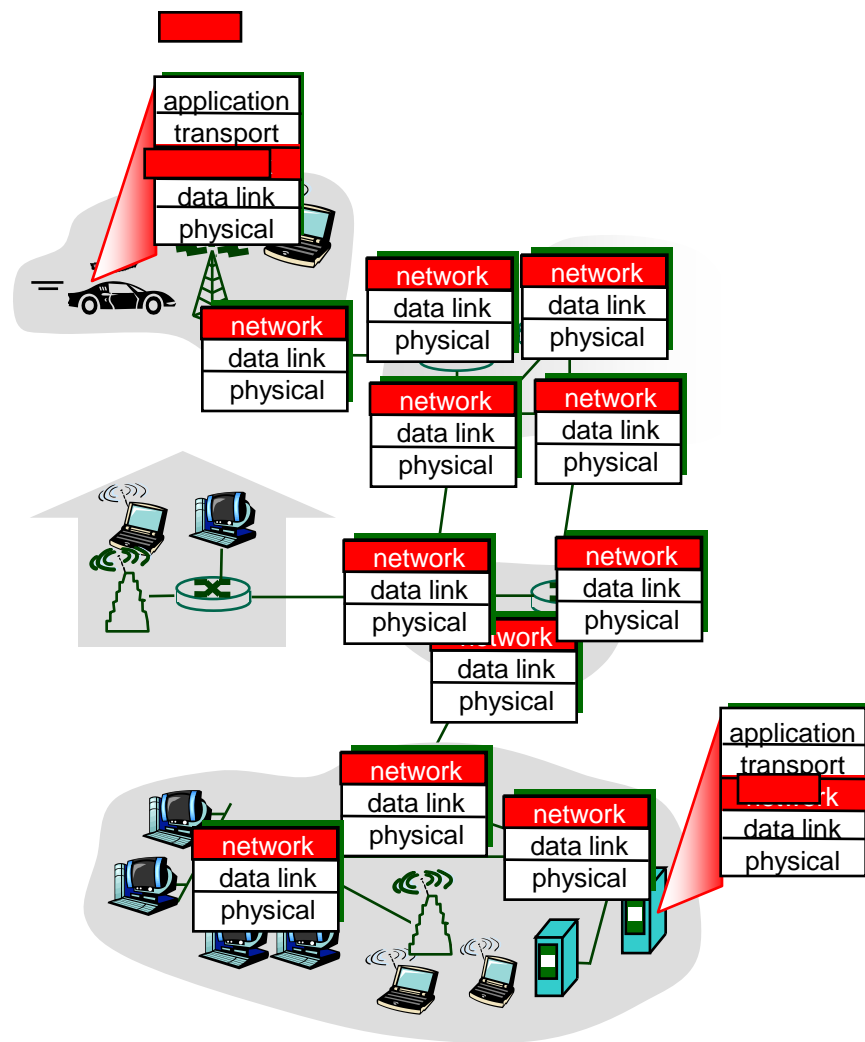 application
transport
data link
physical
network
data link
physical
network
data link
physical
network
data link
physical
network
data link
physical
network
data link
physical
network
data link
physical
network
data link
physical
network
data link
physical
application
transport
network
data link
physical
network
data link
physical
network
data link
physical
network
data link
physical